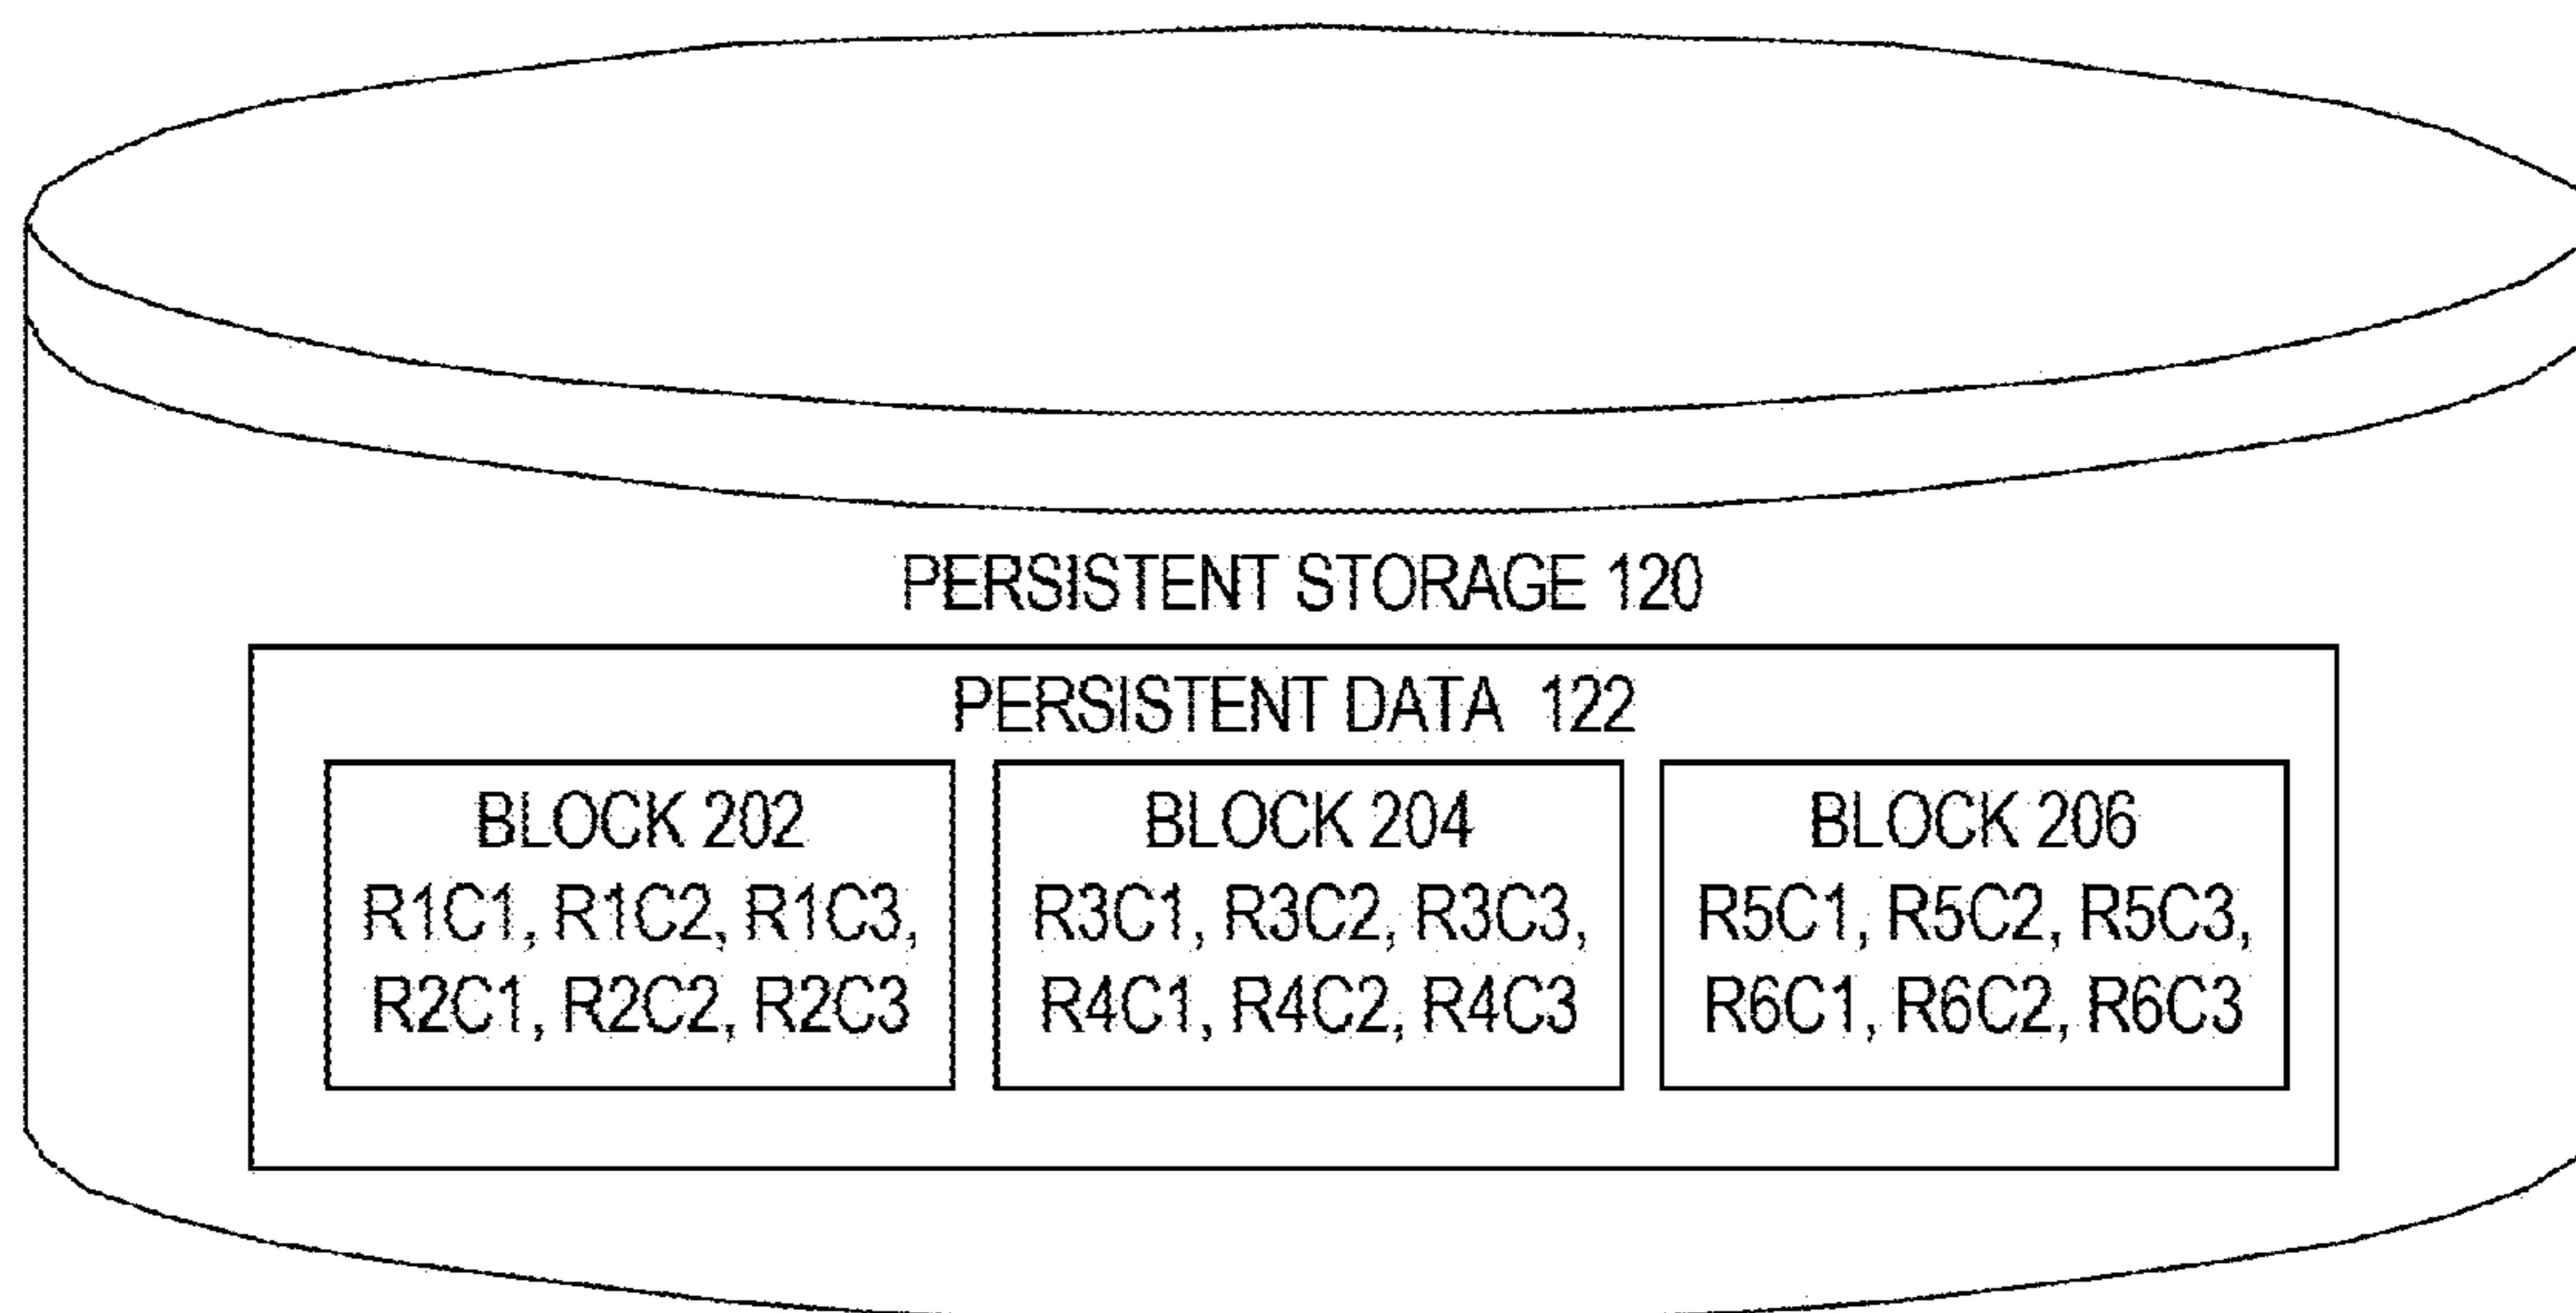 PERSISTENT STORAGE 120
PERSISTENT DATA 122
BLOCK 202
R1C1, R1C2, R1C3,
R2C1, R2C2, R2C3
BLOCK 204
R3C1, R3C2, R3C3,
R4C1, R4C2, R4C3
BLOCK 206
R5C1, R5C2, R5C3,
R6C1, R6C2, R6C3